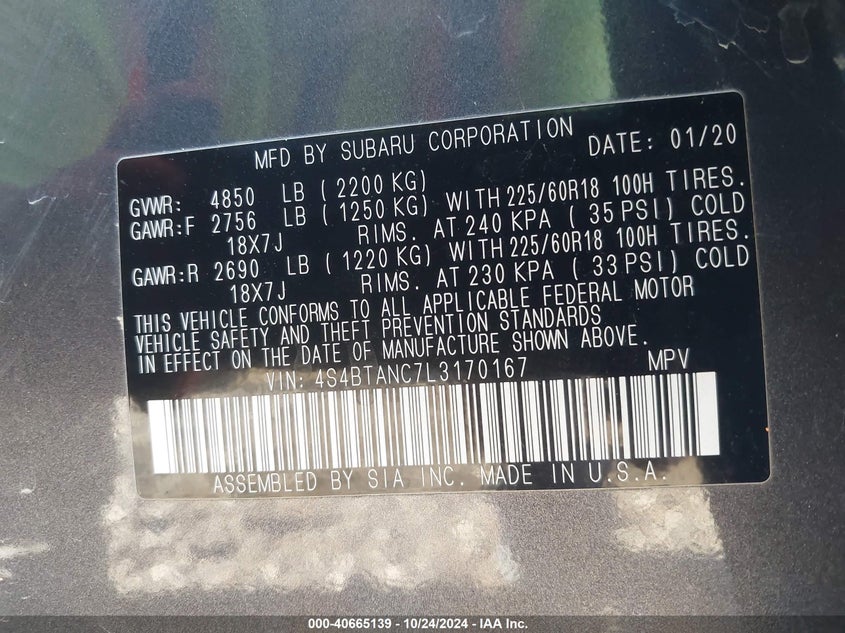 MFD BY SUBARU CORPORATION DATE: 01/20
GVWR: 4850 LB (2200 KG)
GAWR:F 2756 LB (1250 KG) WITH 225/60R18 100H TIRES.
18X7J RIMS. AT 240 KPA (35 PSI) COLD
GAWR:R 2690 LB (1220 KG) WITH 225/60R18 100H TIRES.
18X7J RIMS. AT 230 KPA (33 PSI) COLD
THIS VEHICLE CONFORMS TO ALL APPLICABLE FEDERAL MOTOR
VEHICLE SAFETY AND THEFT PREVENTION STANDARDS
IN EFFECT ON THE DATE OF MANUFACTURE SHOWN ABOVE.
VIN: 4S4BTANC7L3170167 MPV
ASSEMBLED BY SIA INC. MADE IN U.S.A.
000-40665139 - 10/24/2024 - IAA Inc.